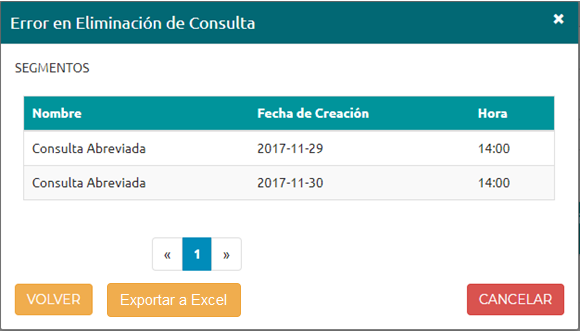 Error en Eliminación de Consulta ×
SEGMENTOS
Nombre Fecha de Creación Hora
Consulta Abreviada 2017-11-29 14:00
Consulta Abreviada 2017-11-30 14:00
« 1 »
VOLVER Exportar a Excel CANCELAR